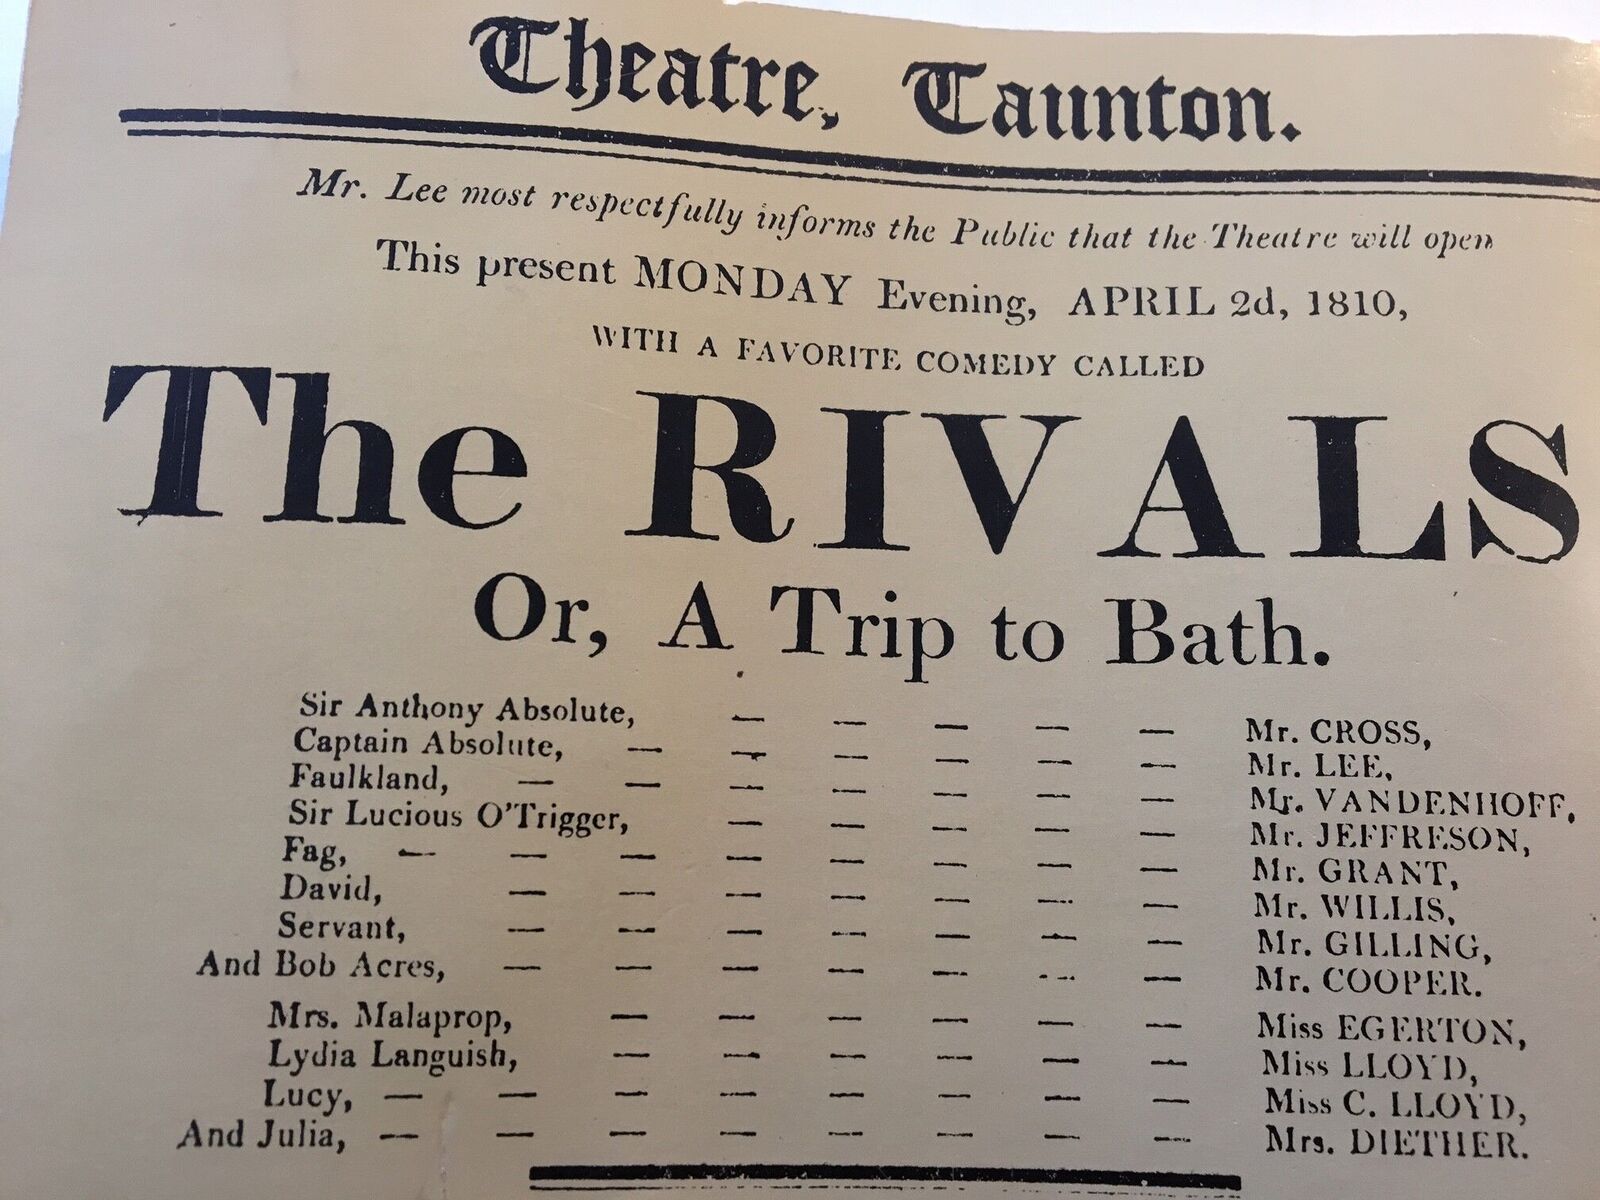 Theatre, Taunton.
Mr. Lee most respectfully informs the Public that the Theatre will open
This present MONDAY Evening, APRIL 2d, 1810,
WITH A FAVORITE COMEDY CALLED
The RIVALS
Or, A Trip to Bath.
Sir Anthony Absolute, — — — — — Mr. CROSS,
Captain Absolute, — — — — — — Mr. LEE,
Faulkland, — — — — — — — Mr. VANDENHOFF,
Sir Lucious O'Trigger, — — — — — Mr. JEFFRESON,
Fag, — — — — — — — — Mr. GRANT,
David, — — — — — — — Mr. WILLIS,
Servant, — — — — — — — Mr. GILLING,
And Bob Acres, — — — — — — — Mr. COOPER.
Mrs. Malaprop, — — — — — — Miss EGERTON,
Lydia Languish, — — — — — — Miss LLOYD,
Lucy, — — — — — — — — Miss C. LLOYD,
And Julia, — — — — — — — — Mrs. DIETHER.